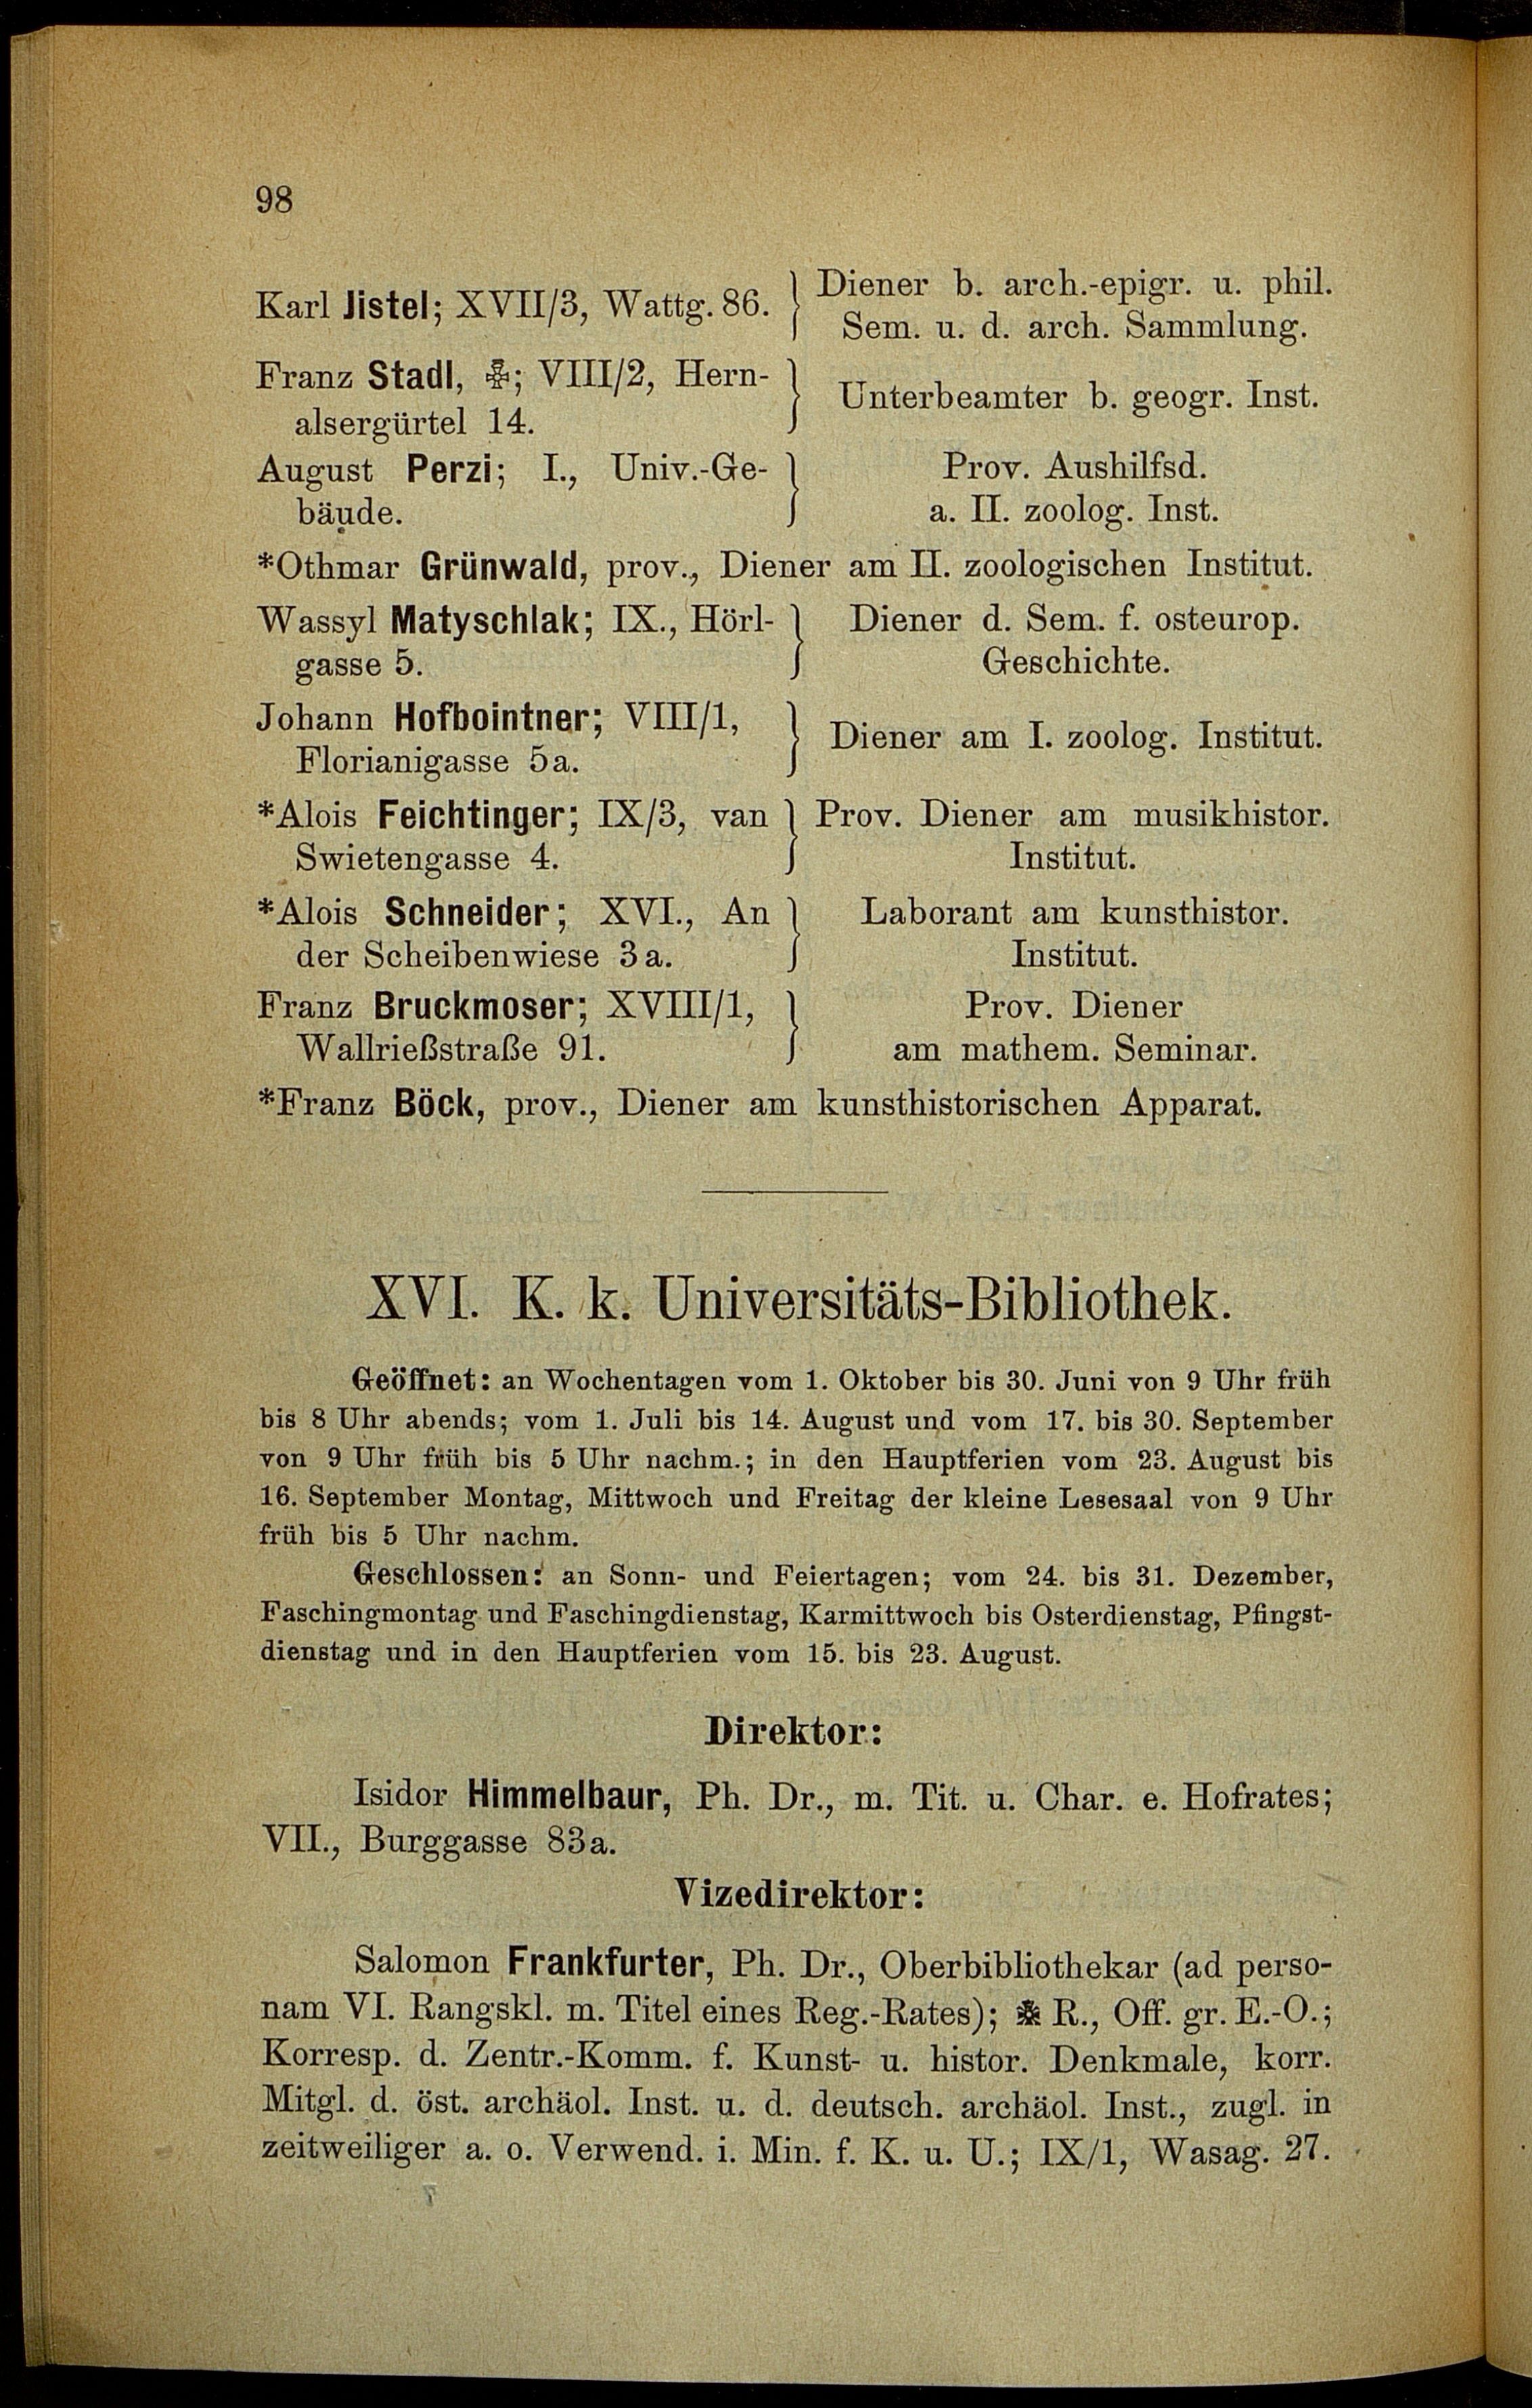 98
Karl Jistel; XVII/3, Wattg. 86. } Diener b. arch.-epigr. u. phil.
Sem. u. d. arch. Sammlung.
Franz Stadl, ; VIII/2, Hern-
alsergürtel 14. } Unterbeamter b. geogr. Inst.
August Perzi; I., Univ.-Ge- } Prov. Aushilfsd.
bäude. a. II. zoolog. Inst.
*Othmar Grünwald, prov., Diener am II. zoologischen Institut.
Wassyl Matyschlak; IX., Hörl- } Diener d. Sem. f. osteurop.
gasse 5. Geschichte.
Johann Hofbointner; VIII/1,
Florianigasse 5a. } Diener am I. zoolog. Institut.
*Alois Feichtinger; IX/3, van } Prov. Diener am musikhistor.
Swietengasse 4. Institut.
*Alois Schneider; XVI., An } Laborant am kunsthistor.
der Scheibenwiese 3a. Institut.
Franz Bruckmoser; XVIII/1, } Prov. Diener
Wallrießstraße 91. am mathem. Seminar.
*Franz Böck, prov., Diener am kunsthistorischen Apparat.
XVI. K. k. Universitäts-Bibliothek.
Geöffnet: an Wochentagen vom 1. Oktober bis 30. Juni von 9 Uhr früh
bis 8 Uhr abends; vom 1. Juli bis 14. August und vom 17. bis 30. September
von 9 Uhr früh bis 5 Uhr nachm.; in den Hauptferien vom 23. August bis
16. September Montag, Mittwoch und Freitag der kleine Lesesaal von 9 Uhr
früh bis 5 Uhr nachm.
Geschlossen: an Sonn- und Feiertagen; vom 24. bis 31. Dezember,
Faschingmontag und Faschingdienstag, Karmittwoch bis Osterdienstag, Pfingst-
dienstag und in den Hauptferien vom 15. bis 23. August.
Direktor:
Isidor Himmelbaur, Ph. Dr., m. Tit. u. Char. e. Hofrates;
VII., Burggasse 83a.
Vizedirektor:
Salomon Frankfurter, Ph. Dr., Oberbibliothekar (ad perso-
nam VI. Rangskl. m. Titel eines Reg.-Rates); R., Off. gr. E.-O.;
Korresp. d. Zentr.-Komm. f. Kunst- u. histor. Denkmale, korr.
Mitgl. d. öst. archäol. Inst. u. d. deutsch. archäol. Inst., zugl. in
zeitweiliger a. o. Verwend. i. Min. f. K. u. U.; IX/1, Wasag. 27.